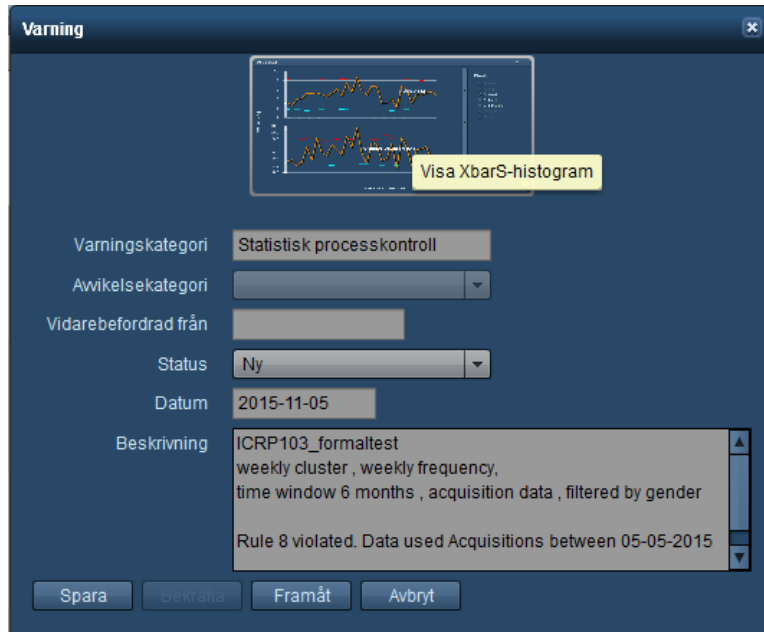 Varning
Visa XbarS-histogram
Varningskategori Statistisk processkontroll
Avvikelsekategori
Vidarebefordrad från
Status Ny
Datum 2015-11-05
Beskrivning ICRP103_formaltest
weekly cluster , weekly frequency,
time window 6 months , acquisition data , filtered by gender
Rule 8 violated. Data used Acquisitions between 05-05-2015
Spara Bekräfta Framåt Avbryt